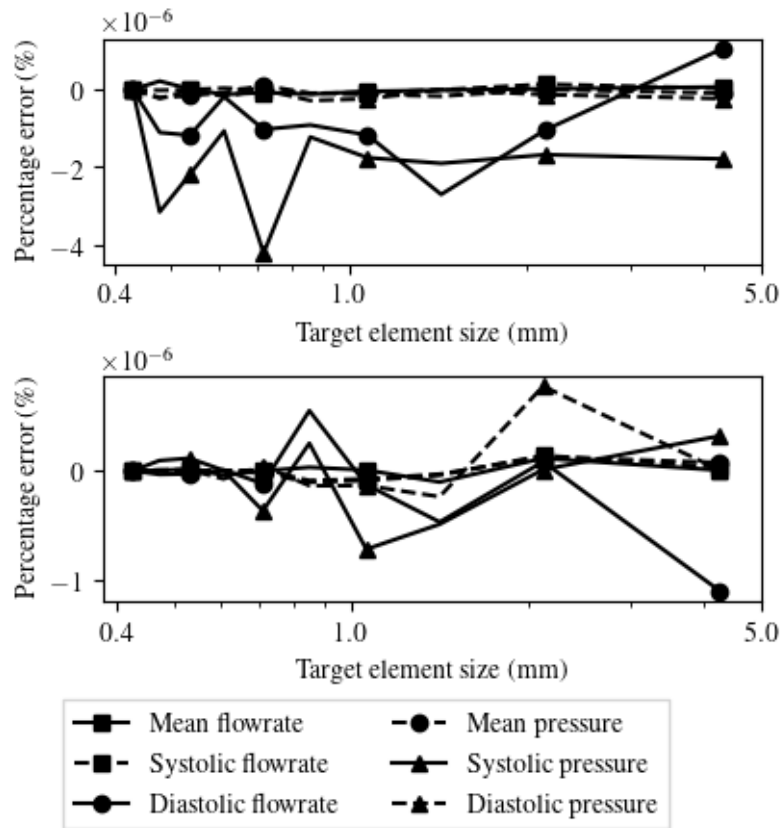 ×10⁻⁶
0
−2
−4
Percentage error (%)
0.4 1.0 5.0
Target element size (mm)
×10⁻⁶
0
−1
Percentage error (%)
0.4 1.0 5.0
Target element size (mm)
Mean flowrate
Systolic flowrate
Diastolic flowrate
Mean pressure
Systolic pressure
Diastolic pressure